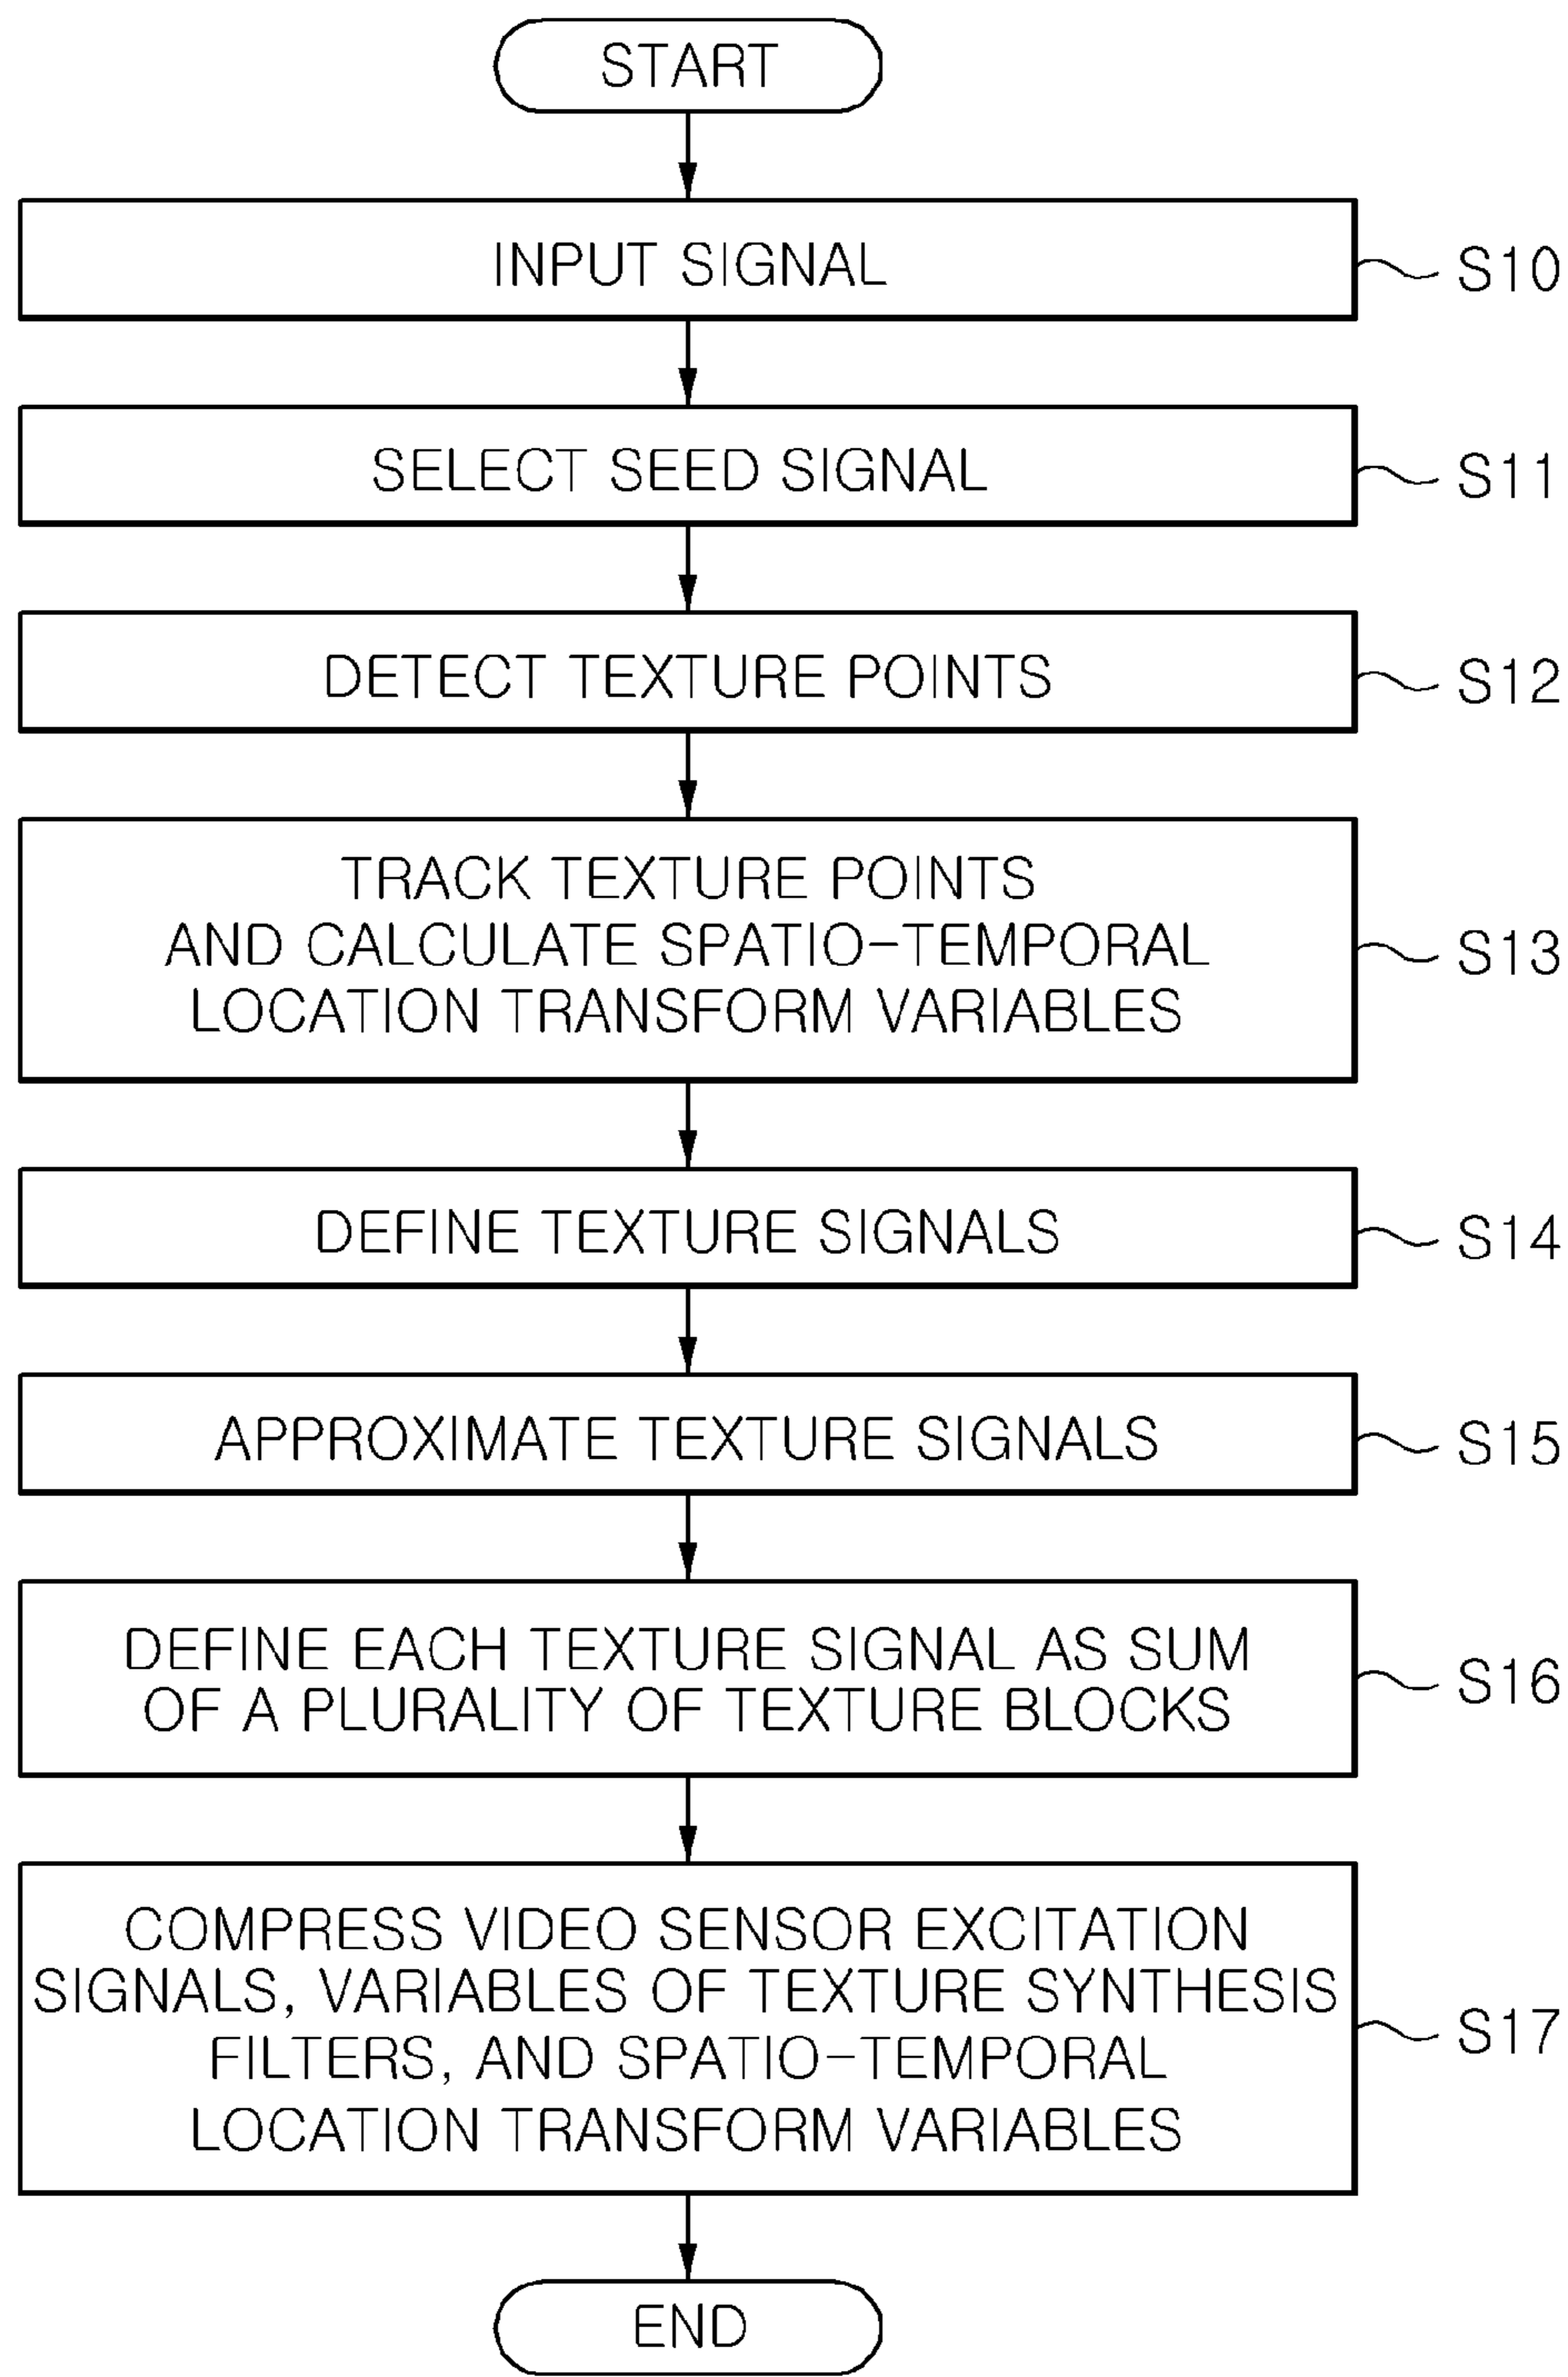 START
INPUT SIGNAL
S10
SELECT SEED SIGNAL
S11
DETECT TEXTURE POINTS
S12
TRACK TEXTURE POINTS
AND CALCULATE SPATIO-TEMPORAL
LOCATION TRANSFORM VARIABLES
S13
DEFINE TEXTURE SIGNALS
S14
APPROXIMATE TEXTURE SIGNALS
S15
DEFINE EACH TEXTURE SIGNAL AS SUM
OF A PLURALITY OF TEXTURE BLOCKS
S16
COMPRESS VIDEO SENSOR EXCITATION
SIGNALS, VARIABLES OF TEXTURE SYNTHESIS
FILTERS, AND SPATIO-TEMPORAL
LOCATION TRANSFORM VARIABLES
S17
END